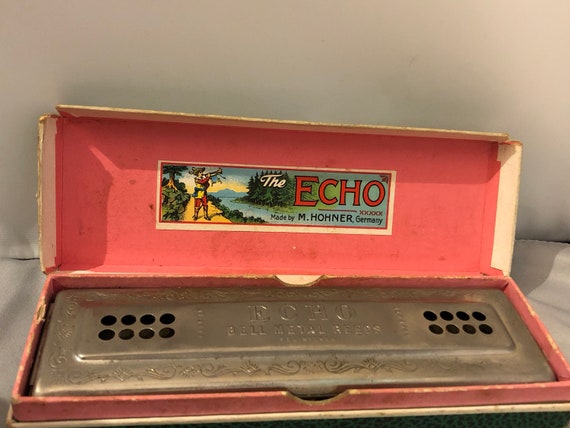 The ECHO
XXXXX
Made by M. HOHNER, Germany
ECHO
BELL METAL REEDS